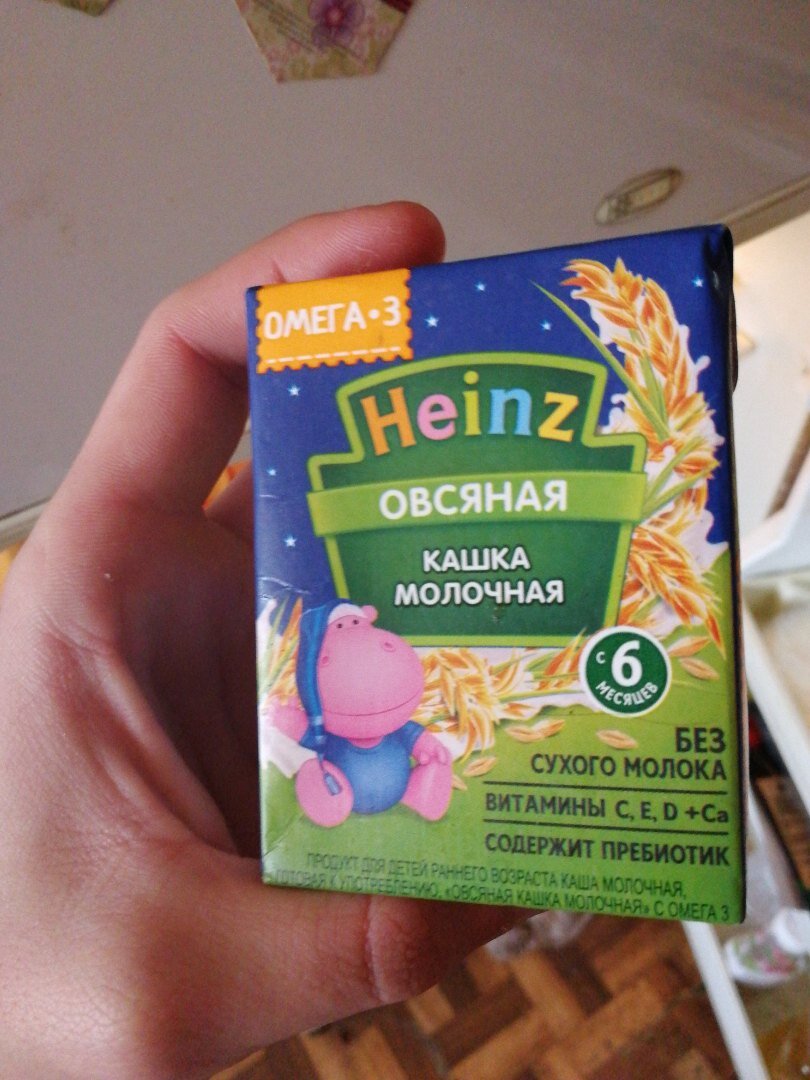 ОМЕГА•3
Heinz
ОВСЯНАЯ
КАШКА
МОЛОЧНАЯ
С 6
МЕСЯЦЕВ
БЕЗ
СУХОГО МОЛОКА
ВИТАМИНЫ С, Е, D +Ca
СОДЕРЖИТ ПРЕБИОТИК
ПРОДУКТ ДЛЯ ДЕТЕЙ РАННЕГО ВОЗРАСТА КАША МОЛОЧНАЯ,
ГОТОВАЯ К УПОТРЕБЛЕНИЮ, «ОВСЯНАЯ КАШКА МОЛОЧНАЯ» С ОМЕГА 3